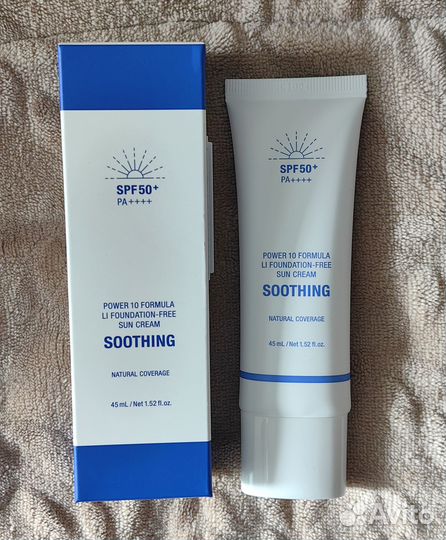 SPF50+
PA++++
POWER 10 FORMULA
LI FOUNDATION-FREE
SUN CREAM
SOOTHING
NATURAL COVERAGE
45 mL / Net 1.52 fl.oz.
SPF50+
PA++++
POWER 10 FORMULA
LI FOUNDATION-FREE
SUN CREAM
SOOTHING
NATURAL COVERAGE
45 mL / Net 1.52 fl.oz.
Avito